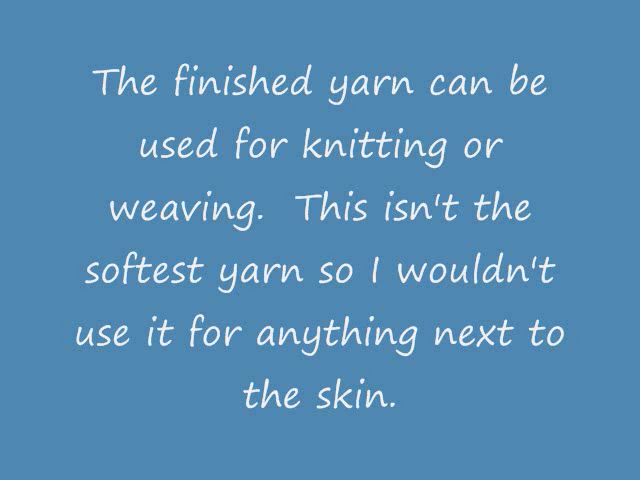 The finished yarn can be
used for knitting or
weaving.  This isn't the
softest yarn so I wouldn't
use it for anything next to
the skin.